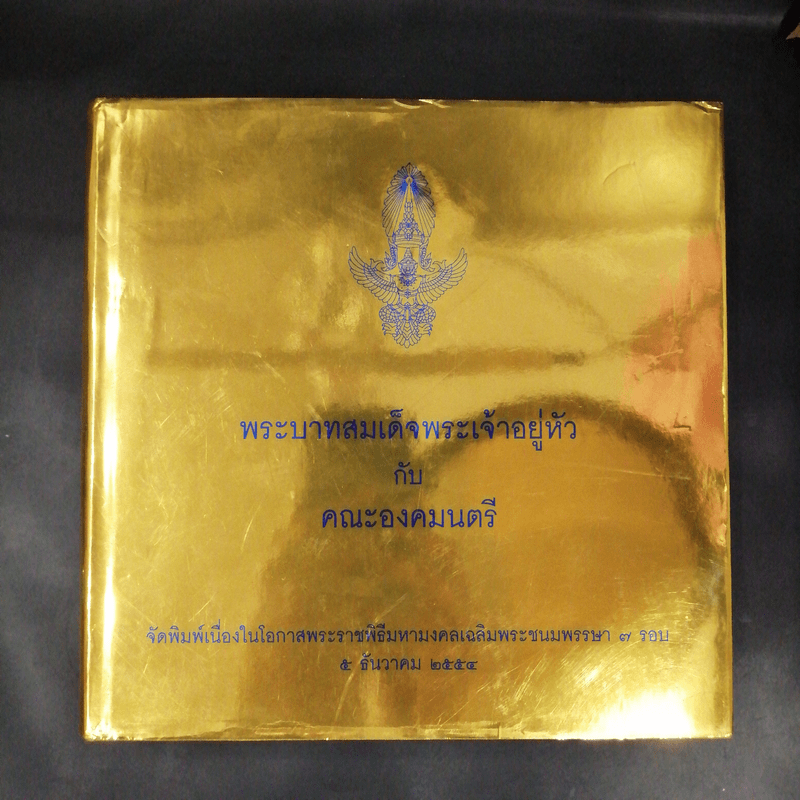 พระบาทสมเด็จพระเจ้าอยู่หัว
กับ
คณะองคมนตรี
จัดพิมพ์เนื่องในโอกาสพระราชพิธีมหามงคลเฉลิมพระชนมพรรษา ๗ รอบ
๕ ธันวาคม ๒๕๕๔